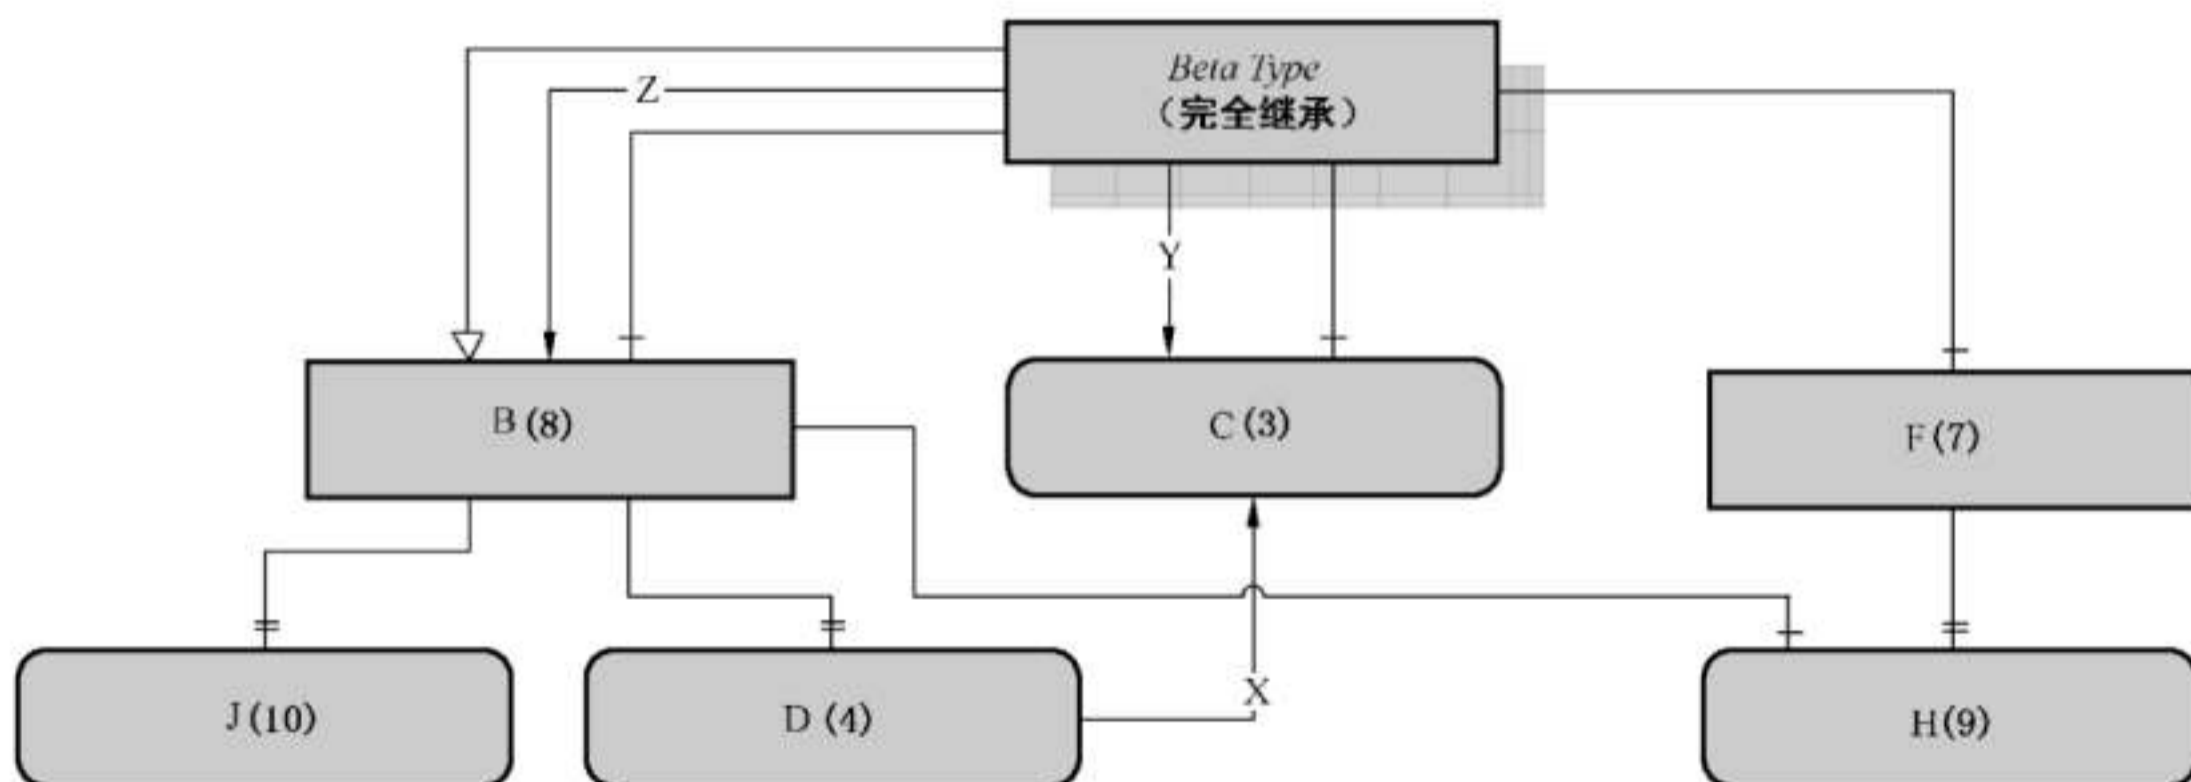 Beta Type
（完全继承）
Z
Y
B (8)
C (3)
F (7)
X
J (10)
D (4)
H (9)